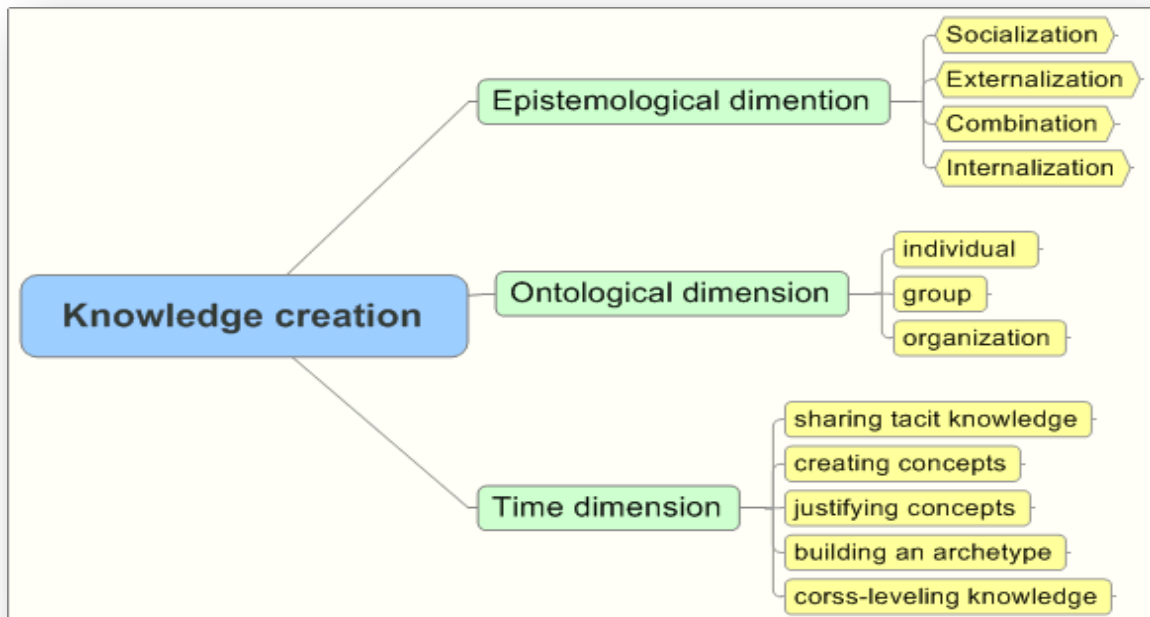 Knowledge creation
Epistemological dimention
Socialization
Externalization
Combination
Internalization
Ontological dimension
individual
group
organization
Time dimension
sharing tacit knowledge
creating concepts
justifying concepts
building an archetype
corss-leveling knowledge